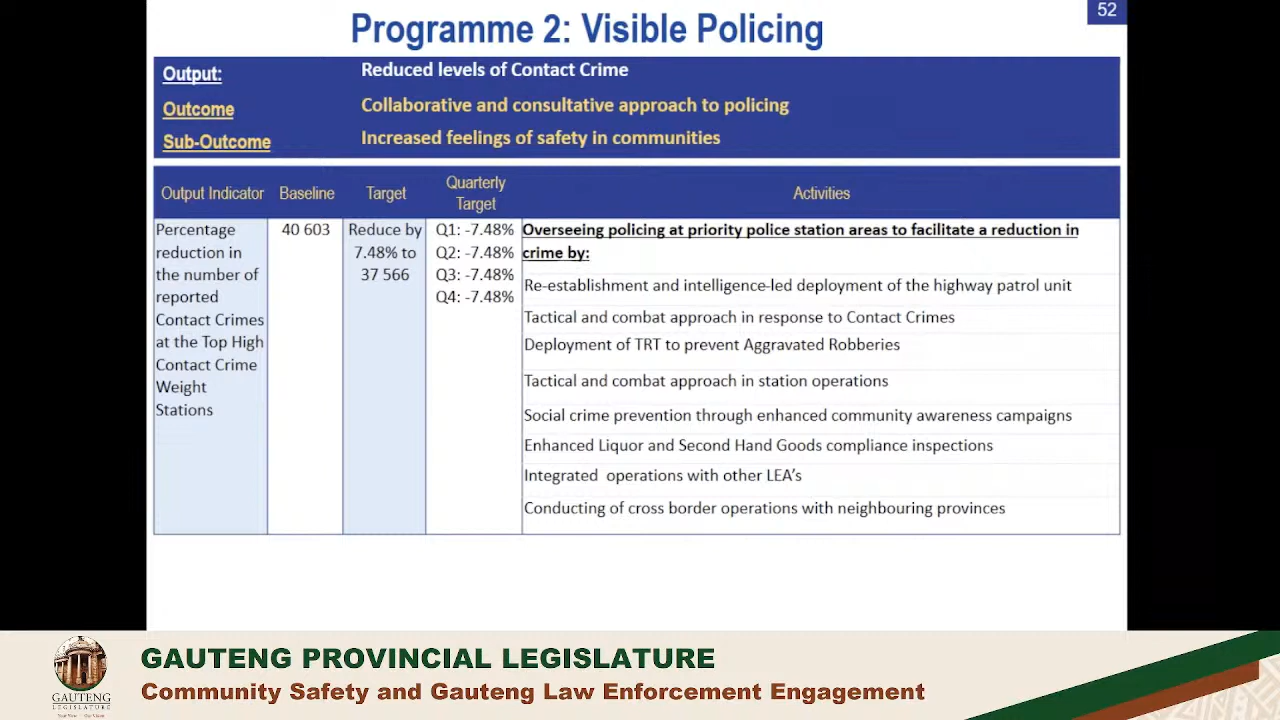 52
Programme 2: Visible Policing
Output: Reduced levels of Contact Crime
Outcome Collaborative and consultative approach to policing
Sub-Outcome Increased feelings of safety in communities
Output Indicator Baseline Target Quarterly Target Activities
Percentage
reduction in
the number of
reported
Contact Crimes
at the Top High
Contact Crime
Weight
Stations
40 603
Reduce by
7.48% to
37 566
Q1: -7.48%
Q2: -7.48%
Q3: -7.48%
Q4: -7.48%
Overseeing policing at priority police station areas to facilitate a reduction in
crime by:
Re-establishment and intelligence-led deployment of the highway patrol unit
Tactical and combat approach in response to Contact Crimes
Deployment of TRT to prevent Aggravated Robberies
Tactical and combat approach in station operations
Social crime prevention through enhanced community awareness campaigns
Enhanced Liquor and Second Hand Goods compliance inspections
Integrated  operations with other LEA's
Conducting of cross border operations with neighbouring provinces
GAUTENG PROVINCIAL LEGISLATURE
Community Safety and Gauteng Law Enforcement Engagement
GAUTENG
LEGISLATURE